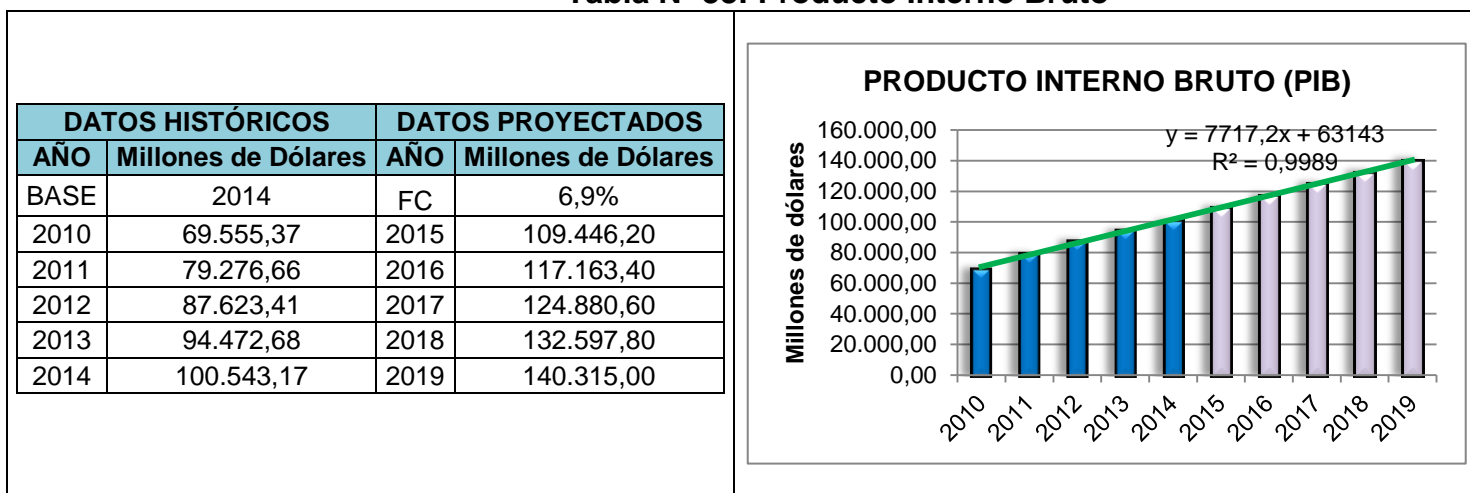 Tabla N° Producto Interno Bruto
DATOS HISTÓRICOS DATOS PROYECTADOS
AÑO Millones de Dólares AÑO Millones de Dólares
BASE 2014 FC 6,9%
2010 69.555,37 2015 109.446,20
2011 79.276,66 2016 117.163,40
2012 87.623,41 2017 124.880,60
2013 94.472,68 2018 132.597,80
2014 100.543,17 2019 140.315,00
PRODUCTO INTERNO BRUTO (PIB)
y = 7717,2x + 63143
R² = 0,9989
Millones de dólares
160.000,00
140.000,00
120.000,00
100.000,00
80.000,00
60.000,00
40.000,00
20.000,00
0,00
2010 2011 2012 2013 2014 2015 2016 2017 2018 2019